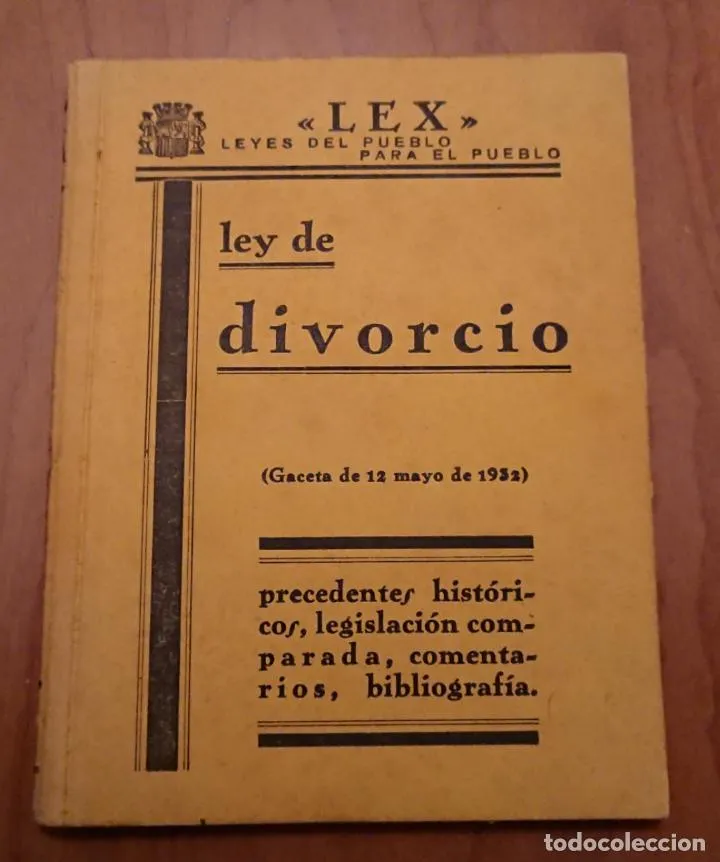 « LEX »
LEYES DEL PUEBLO
PARA EL PUEBLO
ley de
divorcio
(Gaceta de 12 mayo de 1932)
precedentes históri-
cos, legislación com-
parada, comenta-
rios, bibliografía.
todocoleccion